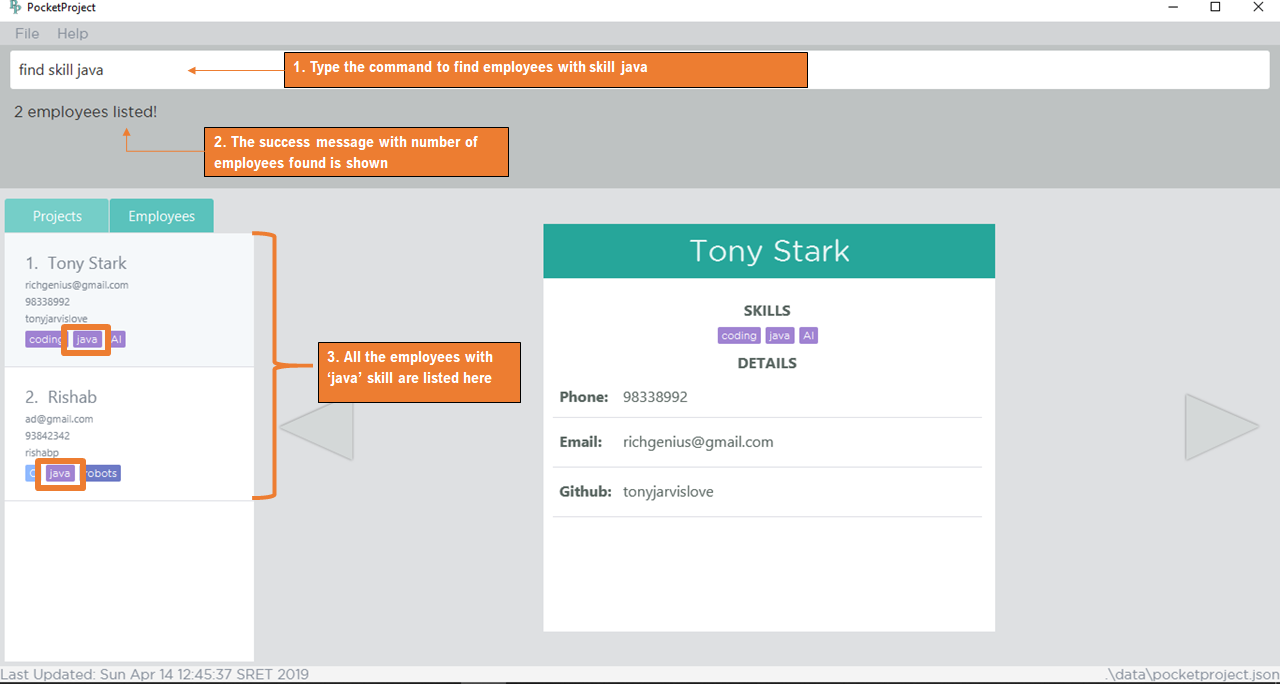 PocketProject
File Help
find skill java
1. Type the command to find employees with skill java
2 employees listed!
2. The success message with number of
employees found is shown
Projects Employees
1. Tony Stark
richgenius@gmail.com
98338992
tonyjarvislove
coding java AI
2. Rishab
ad@gmail.com
93842342
rishabp
java robots
3. All the employees with
‘java’ skill are listed here
Tony Stark
SKILLS
coding java AI
DETAILS
Phone: 98338992
Email: richgenius@gmail.com
Github: tonyjarvislove
Last Updated: Sun Apr 14 12:45:37 SRET 2019
.\data\pocketproject.json